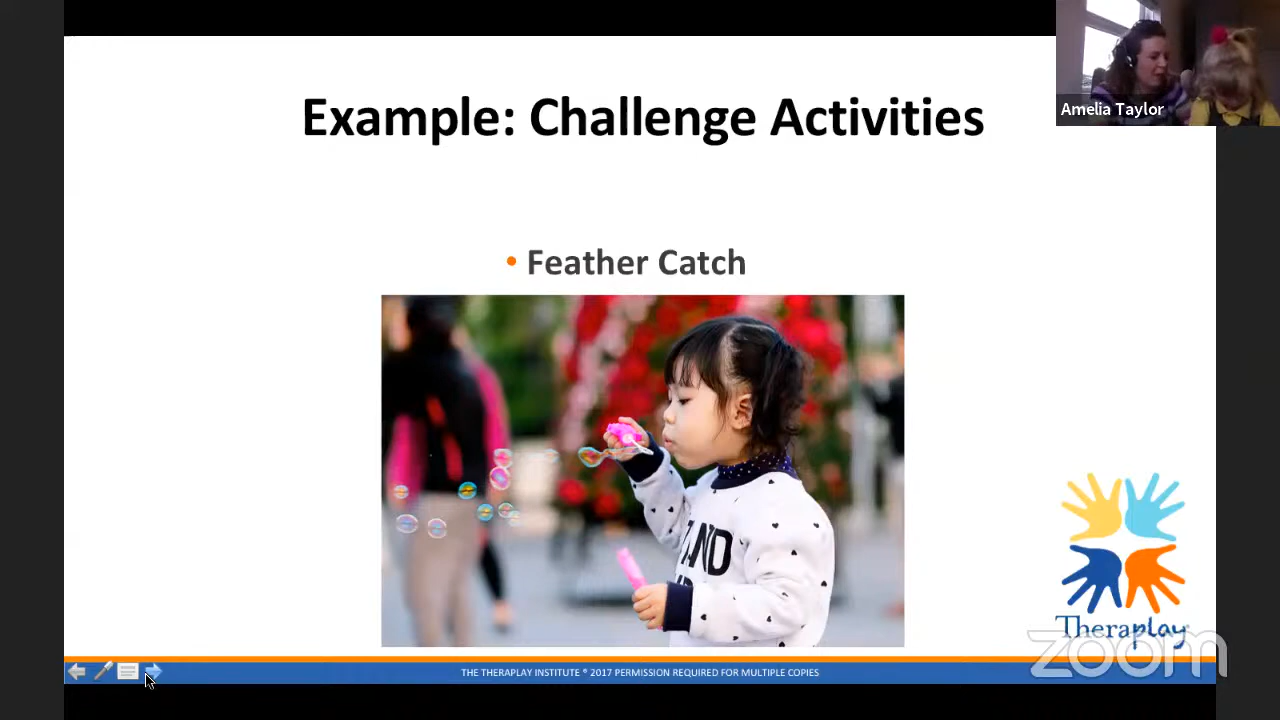 Example: Challenge Activities
Amelia Taylor
• Feather Catch
Theraplay
zoom
THE THERAPLAY INSTITUTE ® 2017 PERMISSION REQUIRED FOR MULTIPLE COPIES